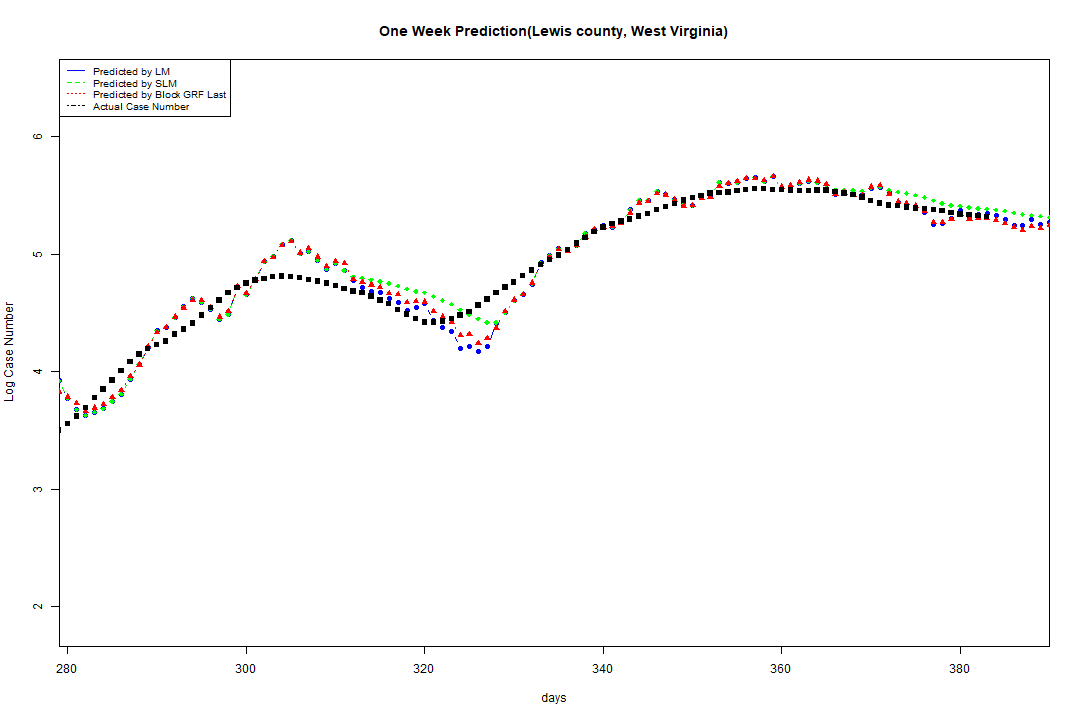 One Week Prediction(Lewis county, West Virginia)
Predicted by LM
Predicted by SLM
Predicted by Block GRF Last
Actual Case Number
6
5
4
3
2
Log Case Number
280 300 320 340 360 380
days